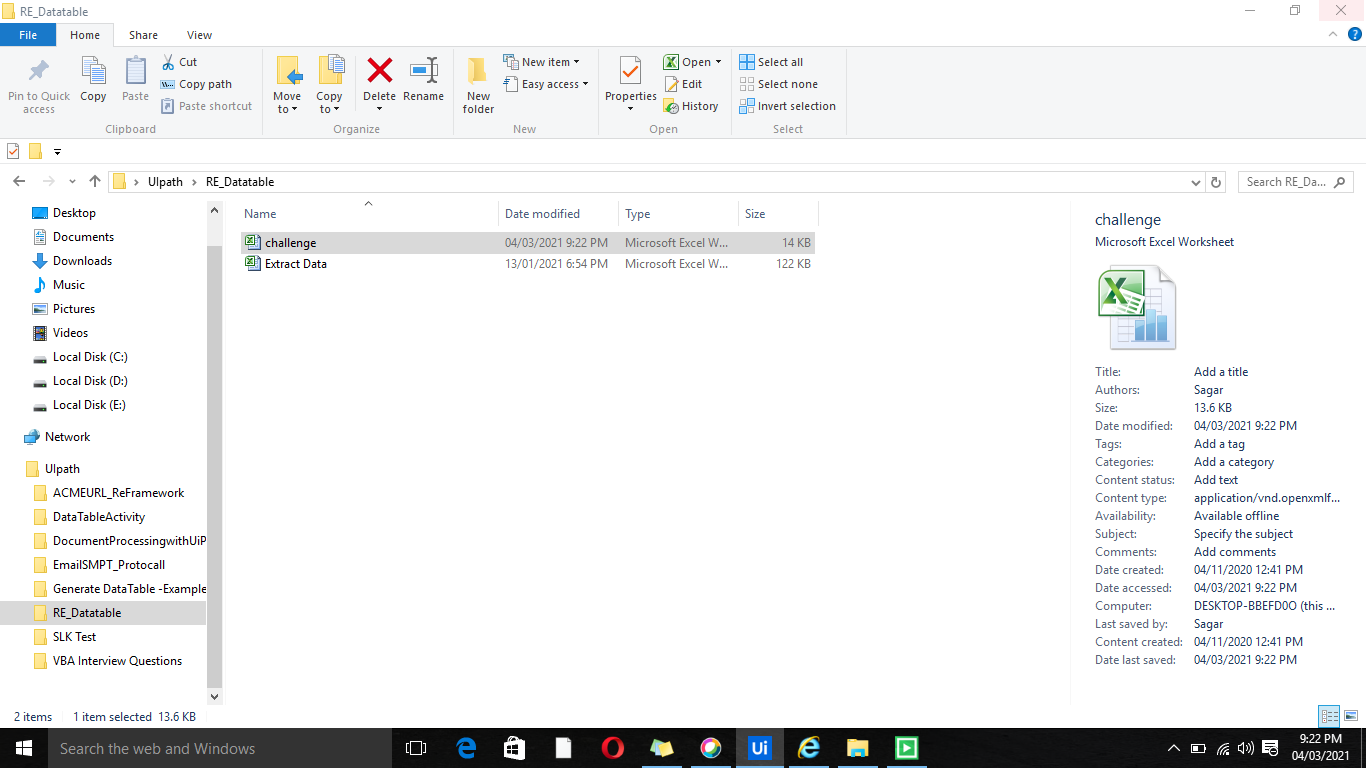 RE_Datatable
File Home Share View
Pin to Quick access
Copy
Paste
Cut
Copy path
Paste shortcut
Clipboard
Move to
Copy to
Delete
Rename
Organize
New folder
New item
Easy access
New
Properties
Open
Edit
History
Open
Select all
Select none
Invert selection
Select
UIpath RE_Datatable
Search RE_Da...
Desktop
Documents
Downloads
Music
Pictures
Videos
Local Disk (C:)
Local Disk (D:)
Local Disk (E:)
Network
UIpath
ACMEURL_ReFramework
DataTableActivity
DocumentProcessingwithUiP
EmailSMPT_Protocall
Generate DataTable -Example
RE_Datatable
SLK Test
VBA Interview Questions
Name Date modified Type Size
challenge 04/03/2021 9:22 PM Microsoft Excel W... 14 KB
Extract Data 13/01/2021 6:54 PM Microsoft Excel W... 122 KB
challenge
Microsoft Excel Worksheet
Title: Add a title
Authors: Sagar
Size: 13.6 KB
Date modified: 04/03/2021 9:22 PM
Tags: Add a tag
Categories: Add a category
Content status: Add text
Content type: application/vnd.openxmlf...
Availability: Available offline
Subject: Specify the subject
Comments: Add comments
Date created: 04/11/2020 12:41 PM
Date accessed: 04/03/2021 9:22 PM
Computer: DESKTOP-BBEFD0O (this ...
Last saved by: Sagar
Content created: 04/11/2020 12:41 PM
Date last saved: 04/03/2021 9:22 PM
2 items 1 item selected 13.6 KB
Search the web and Windows
Ui
9:22 PM
04/03/2021